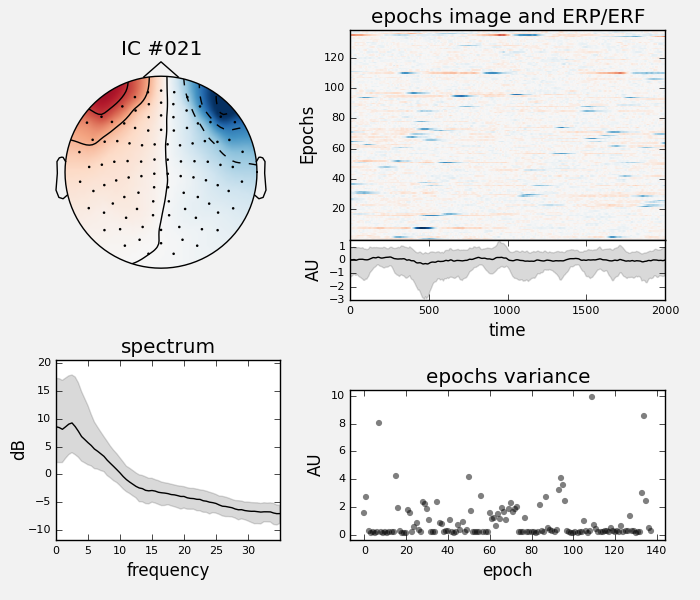 IC #021
epochs image and ERP/ERF
Epochs
120
100
80
60
40
20
AU
1
0
−1
−2
−3
0 500 1000 1500 2000
time
spectrum
dB
20
15
10
5
0
−5
−10
0 5 10 15 20 25 30
frequency
epochs variance
AU
10
8
6
4
2
0
0 20 40 60 80 100 120 140
epoch